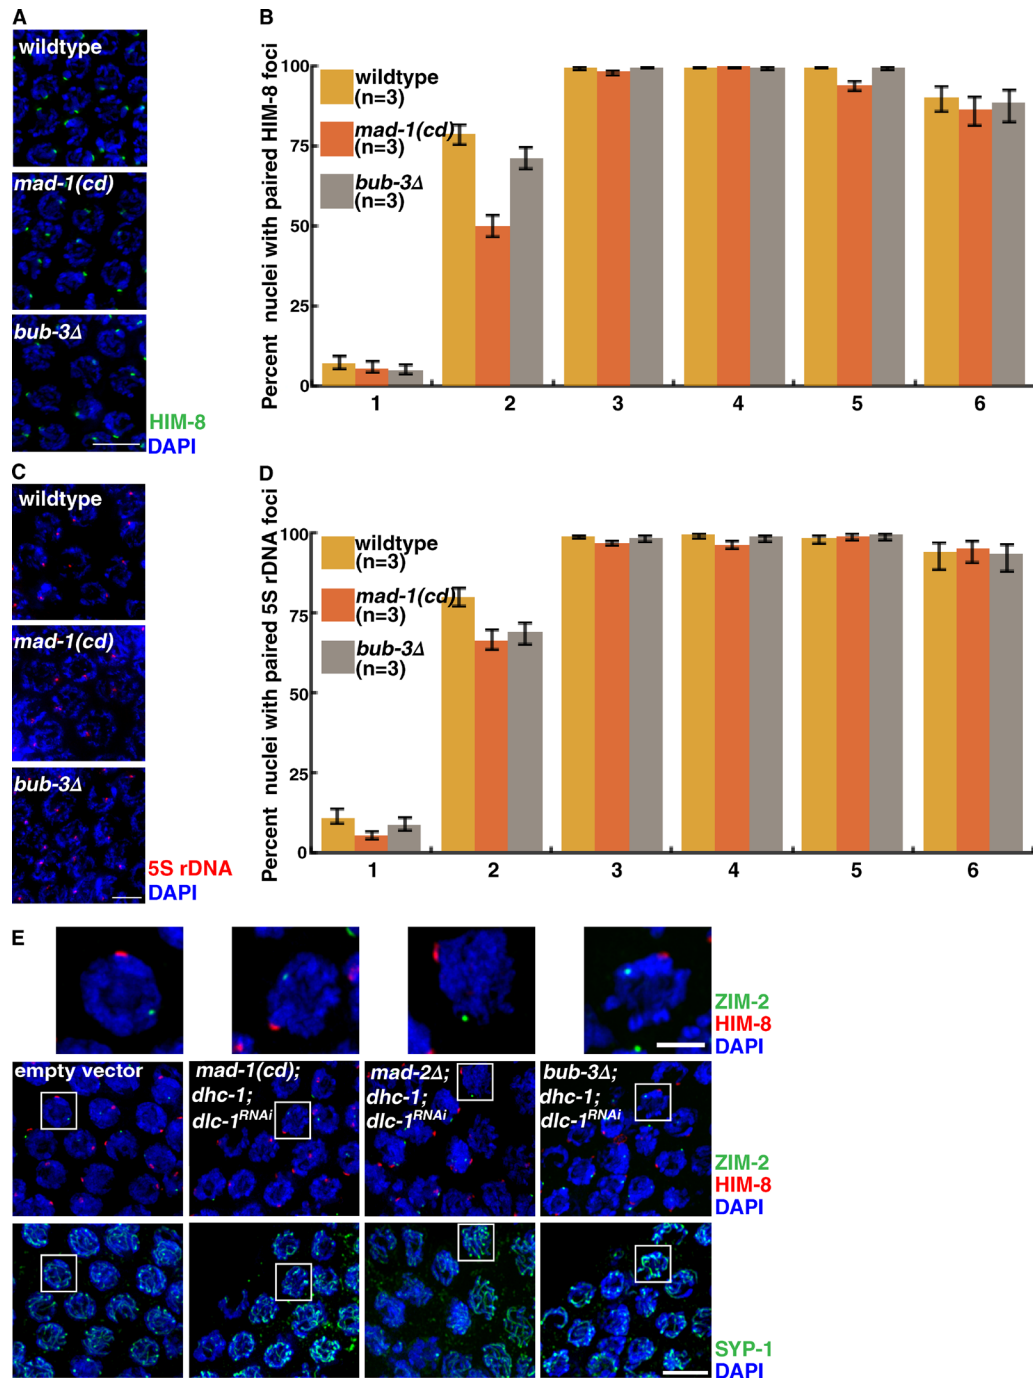 A
wildtype
mad-1(cd)
bub-3Δ
HIM-8
DAPI
B
Percent nuclei with paired HIM-8 foci
100
75
50
25
0
wildtype
(n=3)
mad-1(cd)
(n=3)
bub-3Δ
(n=3)
1 2 3 4 5 6
C
wildtype
mad-1(cd)
bub-3Δ
5S rDNA
DAPI
D
Percent nuclei with paired 5S rDNA foci
100
75
50
25
0
wildtype
(n=3)
mad-1(cd)
(n=3)
bub-3Δ
(n=3)
1 2 3 4 5 6
E
ZIM-2
HIM-8
DAPI
empty vector
mad-1(cd);
dhc-1;
dlc-1RNAi
mad-2Δ;
dhc-1;
dlc-1RNAi
bub-3Δ;
dhc-1;
dlc-1RNAi
ZIM-2
HIM-8
DAPI
SYP-1
DAPI